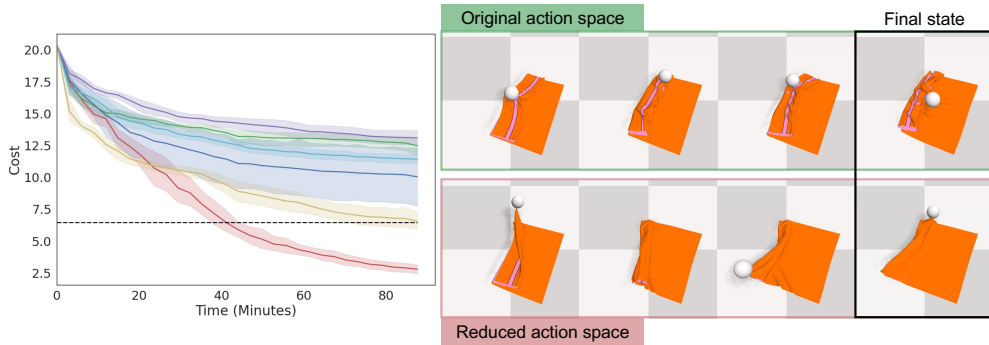 Original action space
Final state
20.0
17.5
15.0
12.5
10.0
7.5
5.0
2.5
Cost
0
20
40
60
80
Time (Minutes)
Reduced action space